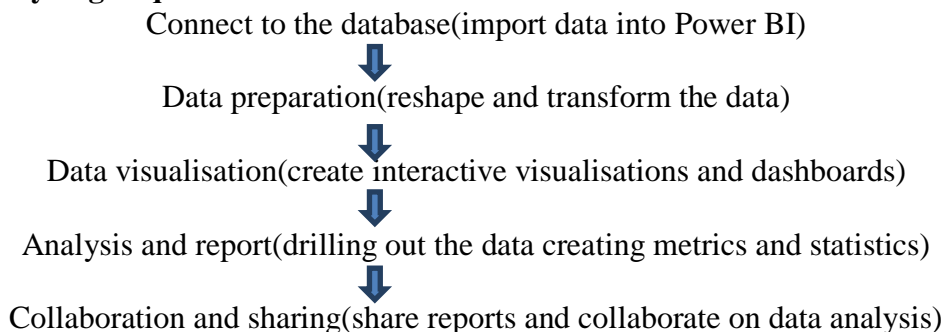 Connect to the database(import data into Power BI)
Data preparation(reshape and transform the data)
Data visualisation(create interactive visualisations and dashboards)
Analysis and report(drilling out the data creating metrics and statistics)
Collaboration and sharing(share reports and collaborate on data analysis)